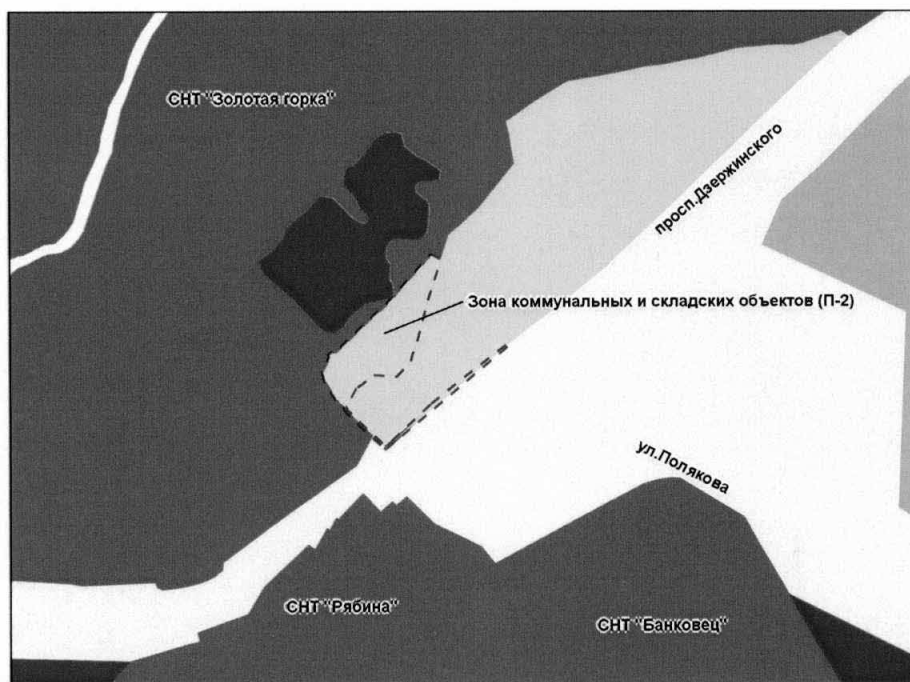 СНТ "Золотая горка"
просп.Дзержинского
Зона коммунальных и складских объектов (П-2)
ул.Полякова
СНТ "Рябина"
СНТ "Банковец"